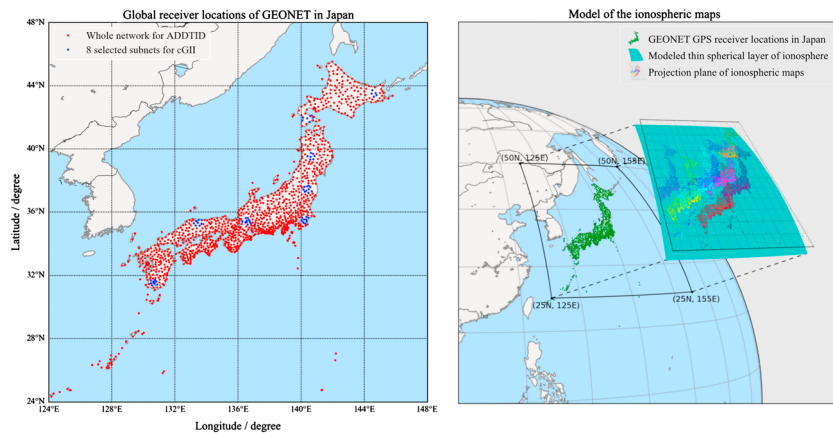 Global receiver locations of GEONET in Japan
Whole network for ADDTID
8 selected subnets for cGII
48°N
44°N
40°N
36°N
32°N
28°N
24°N
Latitude / degree
124°E
128°E
132°E
136°E
140°E
144°E
148°E
Longitude / degree
Model of the ionospheric maps
GEONET GPS receiver locations in Japan
Modeled thin spherical layer of ionosphere
Projection plane of ionospheric maps
(50N, 125E)
(50N, 155E)
(25N, 125E)
(25N, 155E)